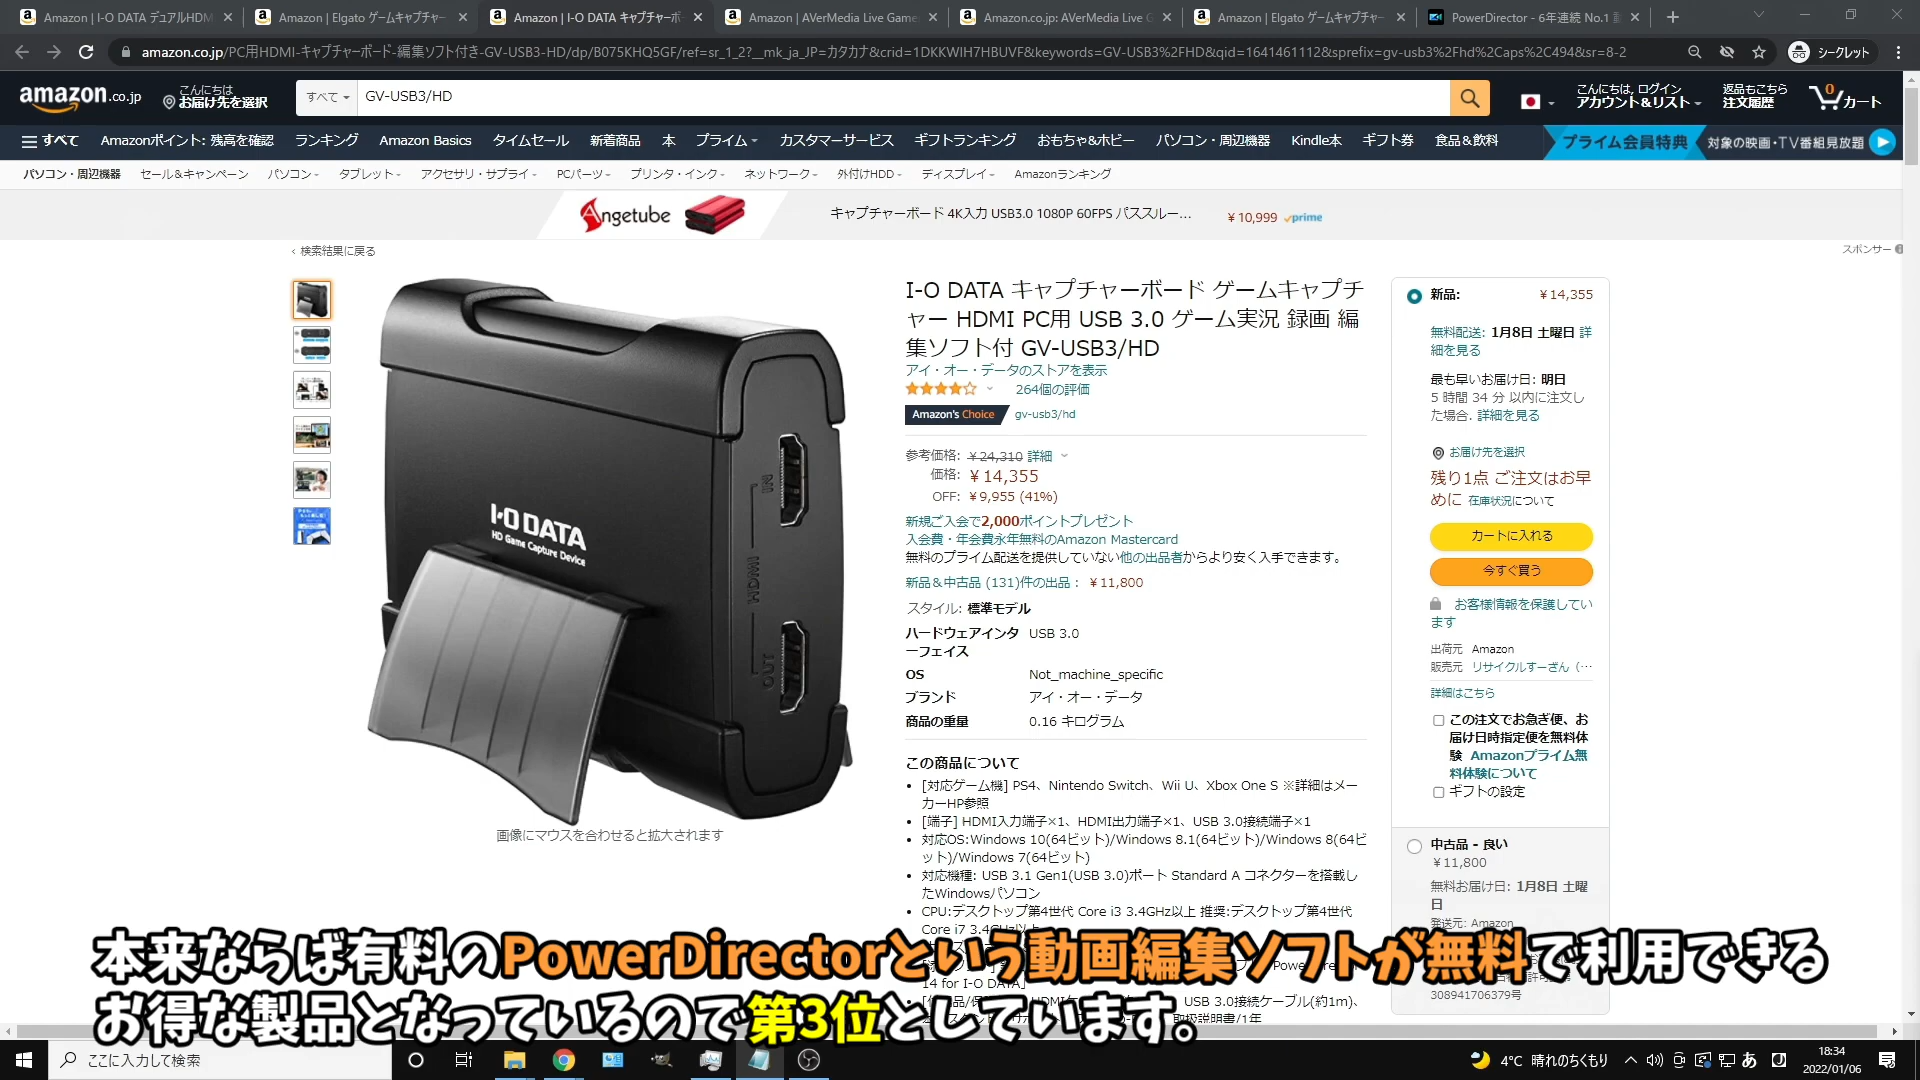 Amazon | I-O DATA デュアルHDM
Amazon | Elgato ゲームキャプチャー
Amazon | I-O DATA キャプチャーボ
Amazon | AVerMedia Live Game
Amazon.co.jp: AVerMedia Live G
Amazon | Elgato ゲームキャプチャー
PowerDirector - 6年連続 No.1
amazon.co.jp/PC用HDMI-キャプチャーボード-編集ソフト付き-GV-USB3-HD/dp/B075KHQ5GF/ref=sr_1_2?__mk_ja_JP=カタカナ&crid=1DKKWIH7HBUVF&keywords=GV-USB3%2FHD&qid=1641461112&sprefix=gv-usb3%2Fhd%2Caps%2C494&sr=8-2
シークレット
amazon.co.jp
こんにちは
お届け先を選択
すべて
GV-USB3/HD
こんにちは, ログイン
アカウント&リスト
返品もこちら
注文履歴
0
カート
すべて
Amazonポイント: 残高を確認
ランキング
Amazon Basics
タイムセール
新着商品
本
プライム
カスタマーサービス
ギフトランキング
おもちゃ&ホビー
パソコン・周辺機器
Kindle本
ギフト券
食品&飲料
プライム会員特典
対象の映画・TV番組見放題
パソコン・周辺機器
セール&キャンペーン
パソコン
タブレット
アクセサリ・サプライ
PCパーツ
プリンタ・インク
ネットワーク
外付けHDD
ディスプレイ
Amazonランキング
Angetube
キャプチャーボード 4K入力 USB3.0 1080P 60FPS パススルー...
￥10,999 prime
‹ 検索結果に戻る
スポンサー
I-O DATA
HD Game Capture Device
IN
HDMI
OUT
画像にマウスを合わせると拡大されます
I-O DATA キャプチャーボード ゲームキャプチ
ャー HDMI PC用 USB 3.0 ゲーム実況 録画 編
集ソフト付 GV-USB3/HD
アイ・オー・データのストアを表示
264個の評価
Amazon's Choice
gv-usb3/hd
参考価格: ￥24,310 詳細
価格: ￥14,355
OFF: ￥9,955 (41%)
新規ご入会で2,000ポイントプレゼント
入会費・年会費永年無料のAmazon Mastercard
無料のプライム配送を提供していない他の出品者からより安く入手できます。
新品＆中古品 (131)件の出品： ￥11,800
スタイル: 標準モデル
ハードウェアインタ
ーフェイス
USB 3.0
OS
Not_machine_specific
ブランド
アイ・オー・データ
商品の重量
0.16 キログラム
この商品について
[対応ゲーム機] PS4、Nintendo Switch、Wii U、Xbox One S ※詳細はメー
カーHP参照
[端子] HDMI入力端子×1、HDMI出力端子×1、USB 3.0接続端子×1
対応OS:Windows 10(64ビット)/Windows 8.1(64ビット)/Windows 8(64ビ
ット)/Windows 7(64ビット)
対応機種: USB 3.1 Gen1(USB 3.0)ポート Standard A コネクターを搭載し
たWindowsパソコン
CPU:デスクトップ第4世代 Core i3 3.4GHz以上 推奨:デスクトップ第4世代
Core i7 3.4GHz以上
14 for I-O DATA]
USB 3.0接続ケーブル(約1m)、
取扱説明書/1年
新品:
￥14,355
無料配送: 1月8日 土曜日 詳
細を見る
最も早いお届け日: 明日
5 時間 34 分 以内に注文し
た場合. 詳細を見る
お届け先を選択
残り1点 ご注文はお早
めに 在庫状況について
カートに入れる
今すぐ買う
お客様情報を保護してい
ます
出荷元 Amazon
販売元 リサイクルすーざん（…
詳細はこちら
この注文でお急ぎ便、お
届け日時指定便を無料体
験 Amazonプライム無
料体験について
ギフトの設定
中古品 - 良い
￥11,800
無料お届け日: 1月8日 土曜
日
発送元: Amazon
308941706379号
本来ならば有料のPowerDirectorという動画編集ソフトが無料で利用できる
お得な製品となっているので第3位としています。
ここに入力して検索
4℃ 晴れのちくもり
あ
18:34
2022/01/06